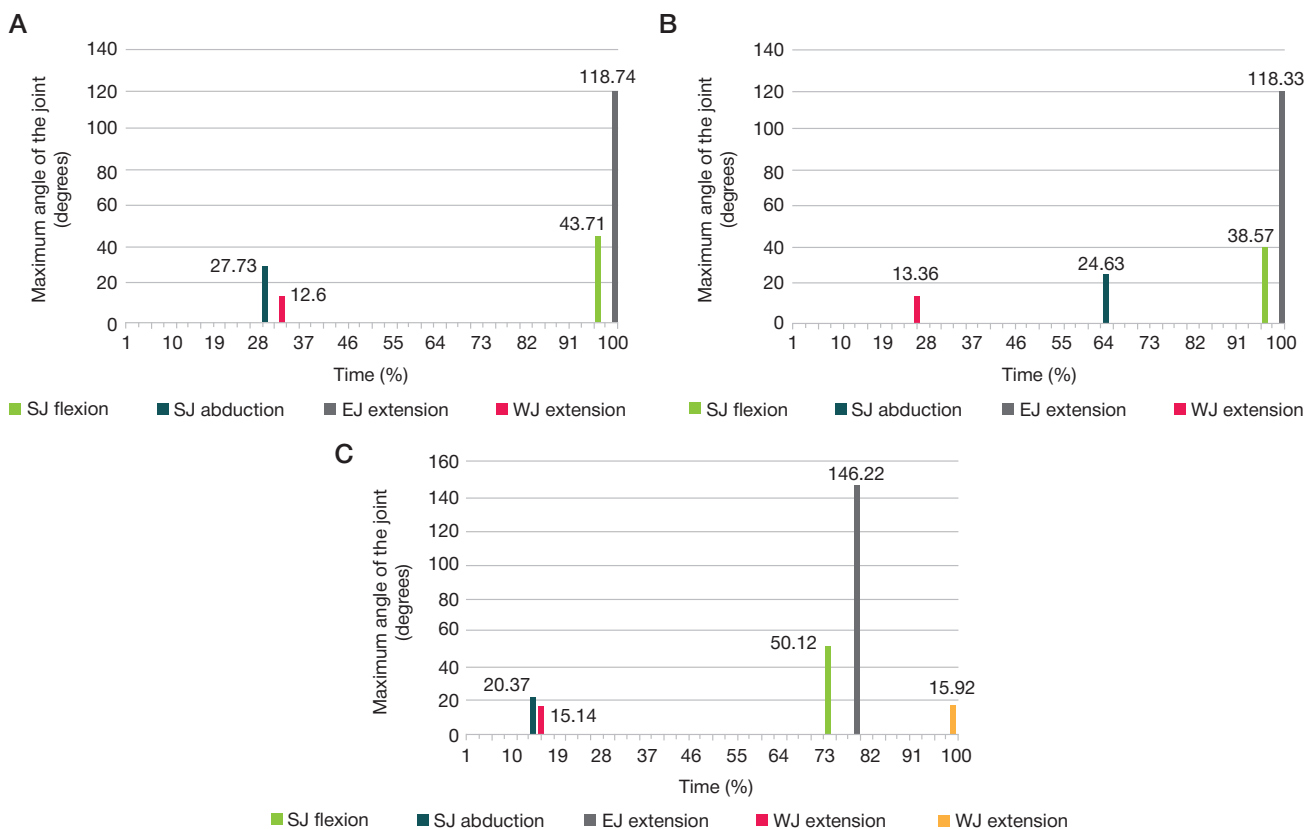 A
Maximum angle of the joint
(degrees)
140
120
100
80
60
40
20
0
118.74
43.71
27.73
12.6
1 10 19 28 37 46 55 64 73 82 91 100
Time (%)
SJ flexion SJ abduction EJ extension WJ extension
B
Maximum angle of the joint
(degrees)
140
120
100
80
60
40
20
0
118.33
38.57
24.63
13.36
1 10 19 28 37 46 55 64 73 82 91 100
Time (%)
SJ flexion SJ abduction EJ extension WJ extension
C
Maximum angle of the joint
(degrees)
160
140
120
100
80
60
40
20
0
146.22
50.12
20.37
15.14
15.92
1 10 19 28 37 46 55 64 73 82 91 100
Time (%)
SJ flexion SJ abduction EJ extension WJ extension WJ extension